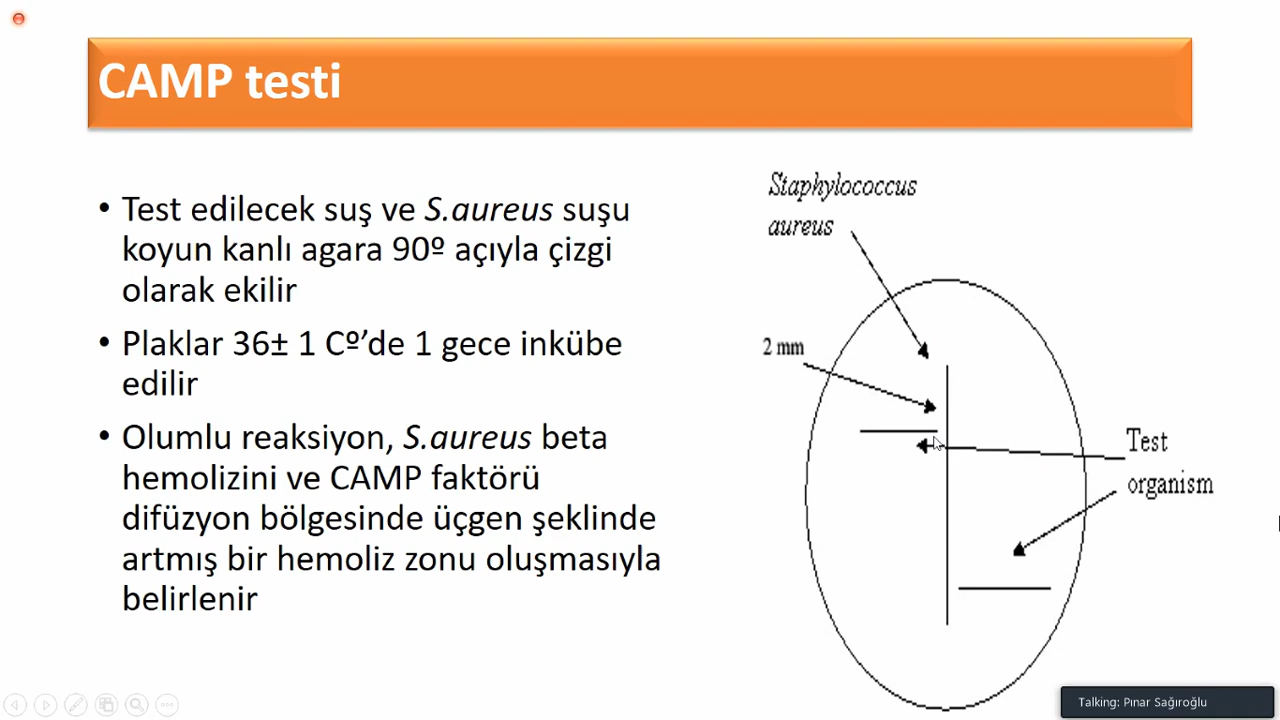 CAMP testi
• Test edilecek suş ve S.aureus suşu
koyun kanlı agara 90º açıyla çizgi
olarak ekilir
• Plaklar 36± 1 Cº’de 1 gece inkübe
edilir
• Olumlu reaksiyon, S.aureus beta
hemolizini ve CAMP faktörü
difüzyon bölgesinde üçgen şeklinde
artmış bir hemoliz zonu oluşmasıyla
belirlenir
Staphylococcus
aureus
2 mm
Test
organism
Talking: Pınar Sağıroğlu